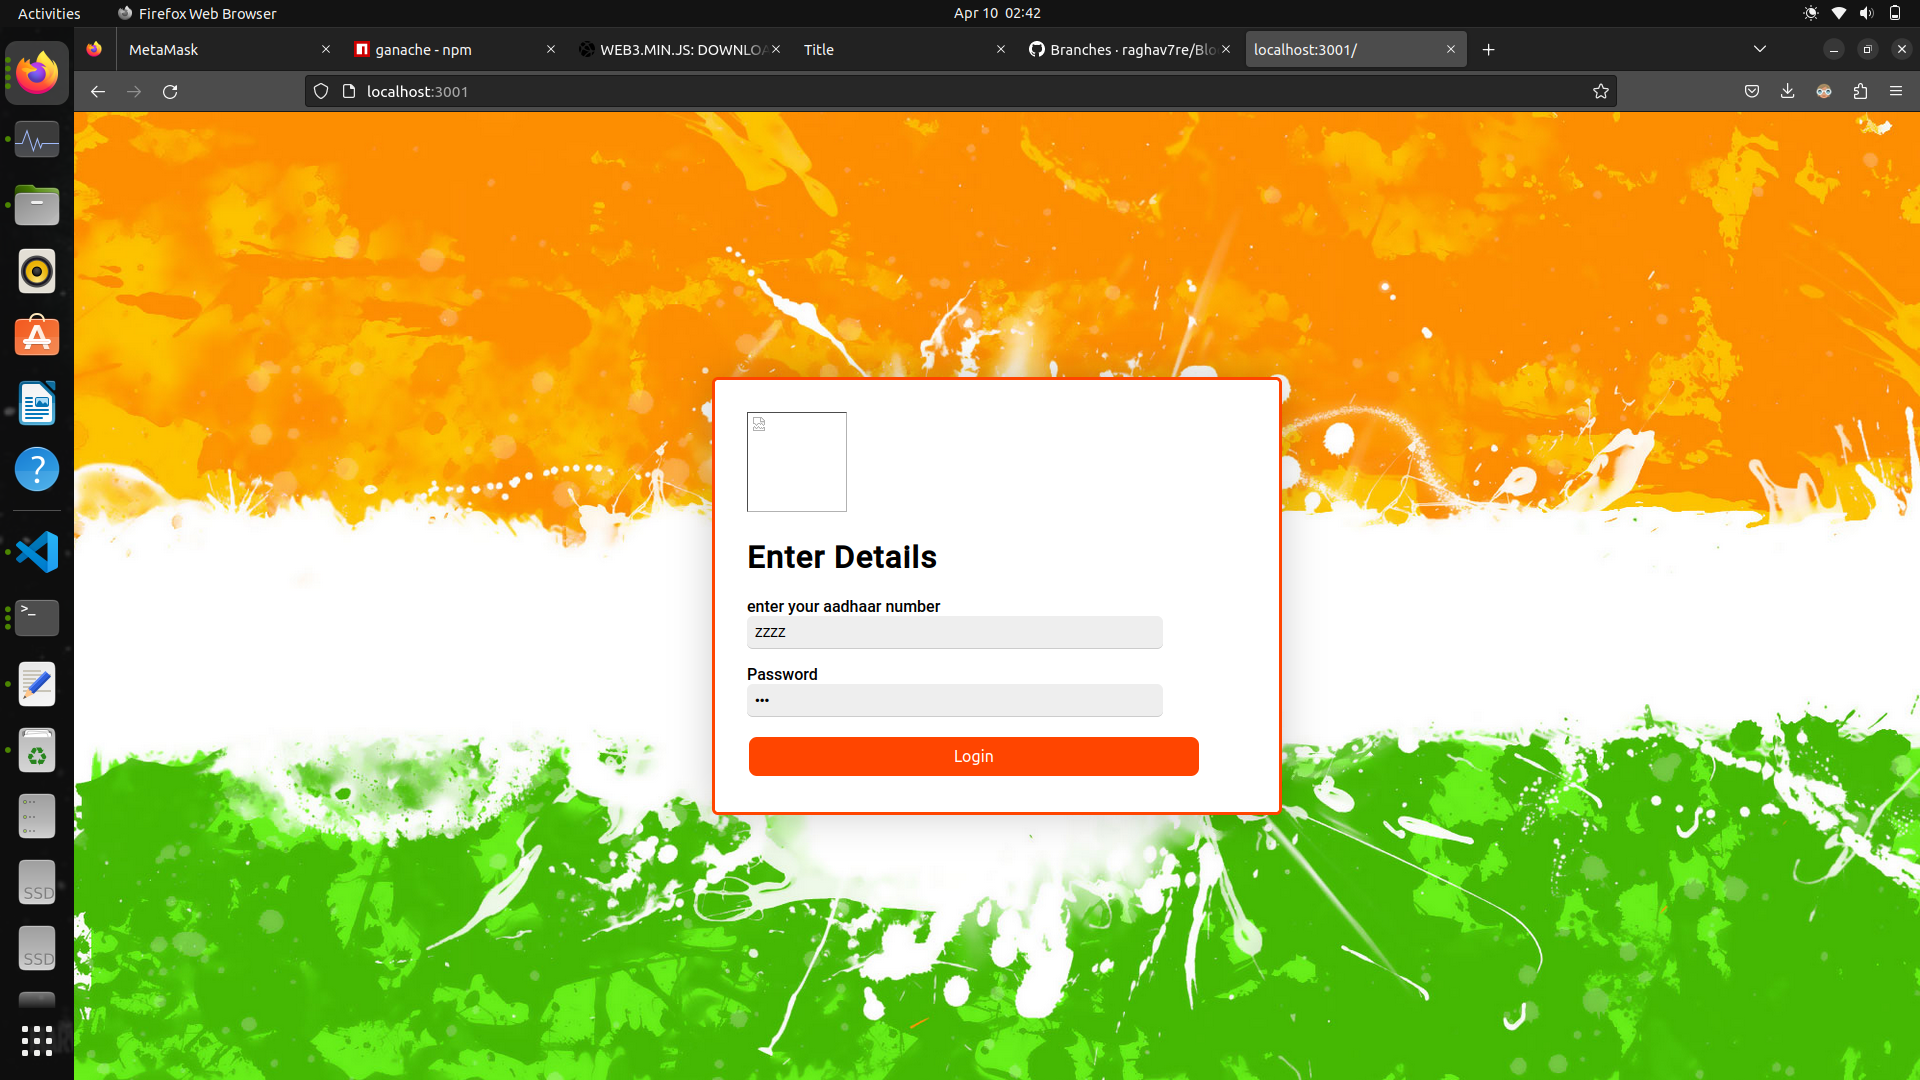 Activities
Firefox Web Browser
Apr 10 02:42
MetaMask
ganache - npm
WEB3.MIN.JS: DOWNLOA
Title
Branches · raghav7re/Blo
localhost:3001/
localhost:3001
Enter Details
enter your aadhaar number
zzzz
Password
•••
Login
>_
?
SSD
SSD